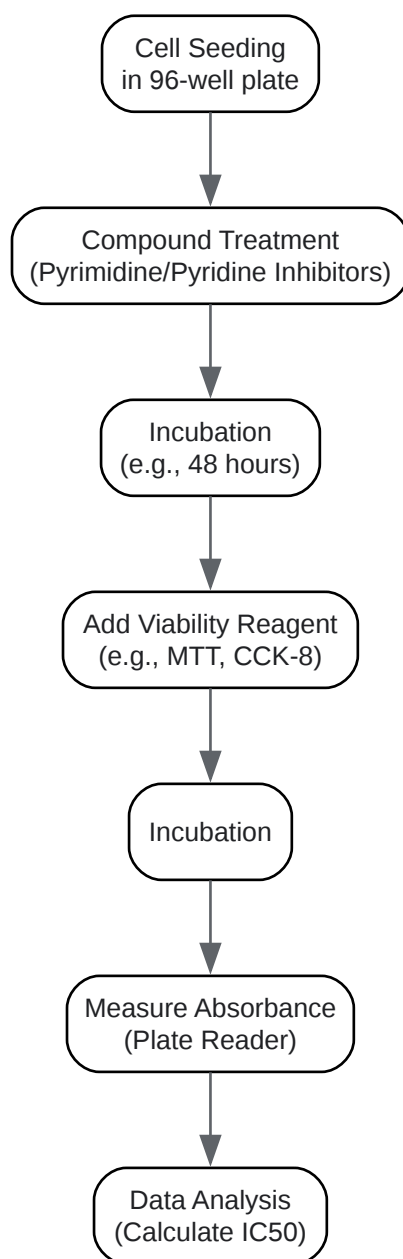 Cell Seeding
in 96-well plate
Compound Treatment
(Pyrimidine/Pyridine Inhibitors)
Incubation
(e.g., 48 hours)
Add Viability Reagent
(e.g., MTT, CCK-8)
Incubation
Measure Absorbance
(Plate Reader)
Data Analysis
(Calculate IC50)